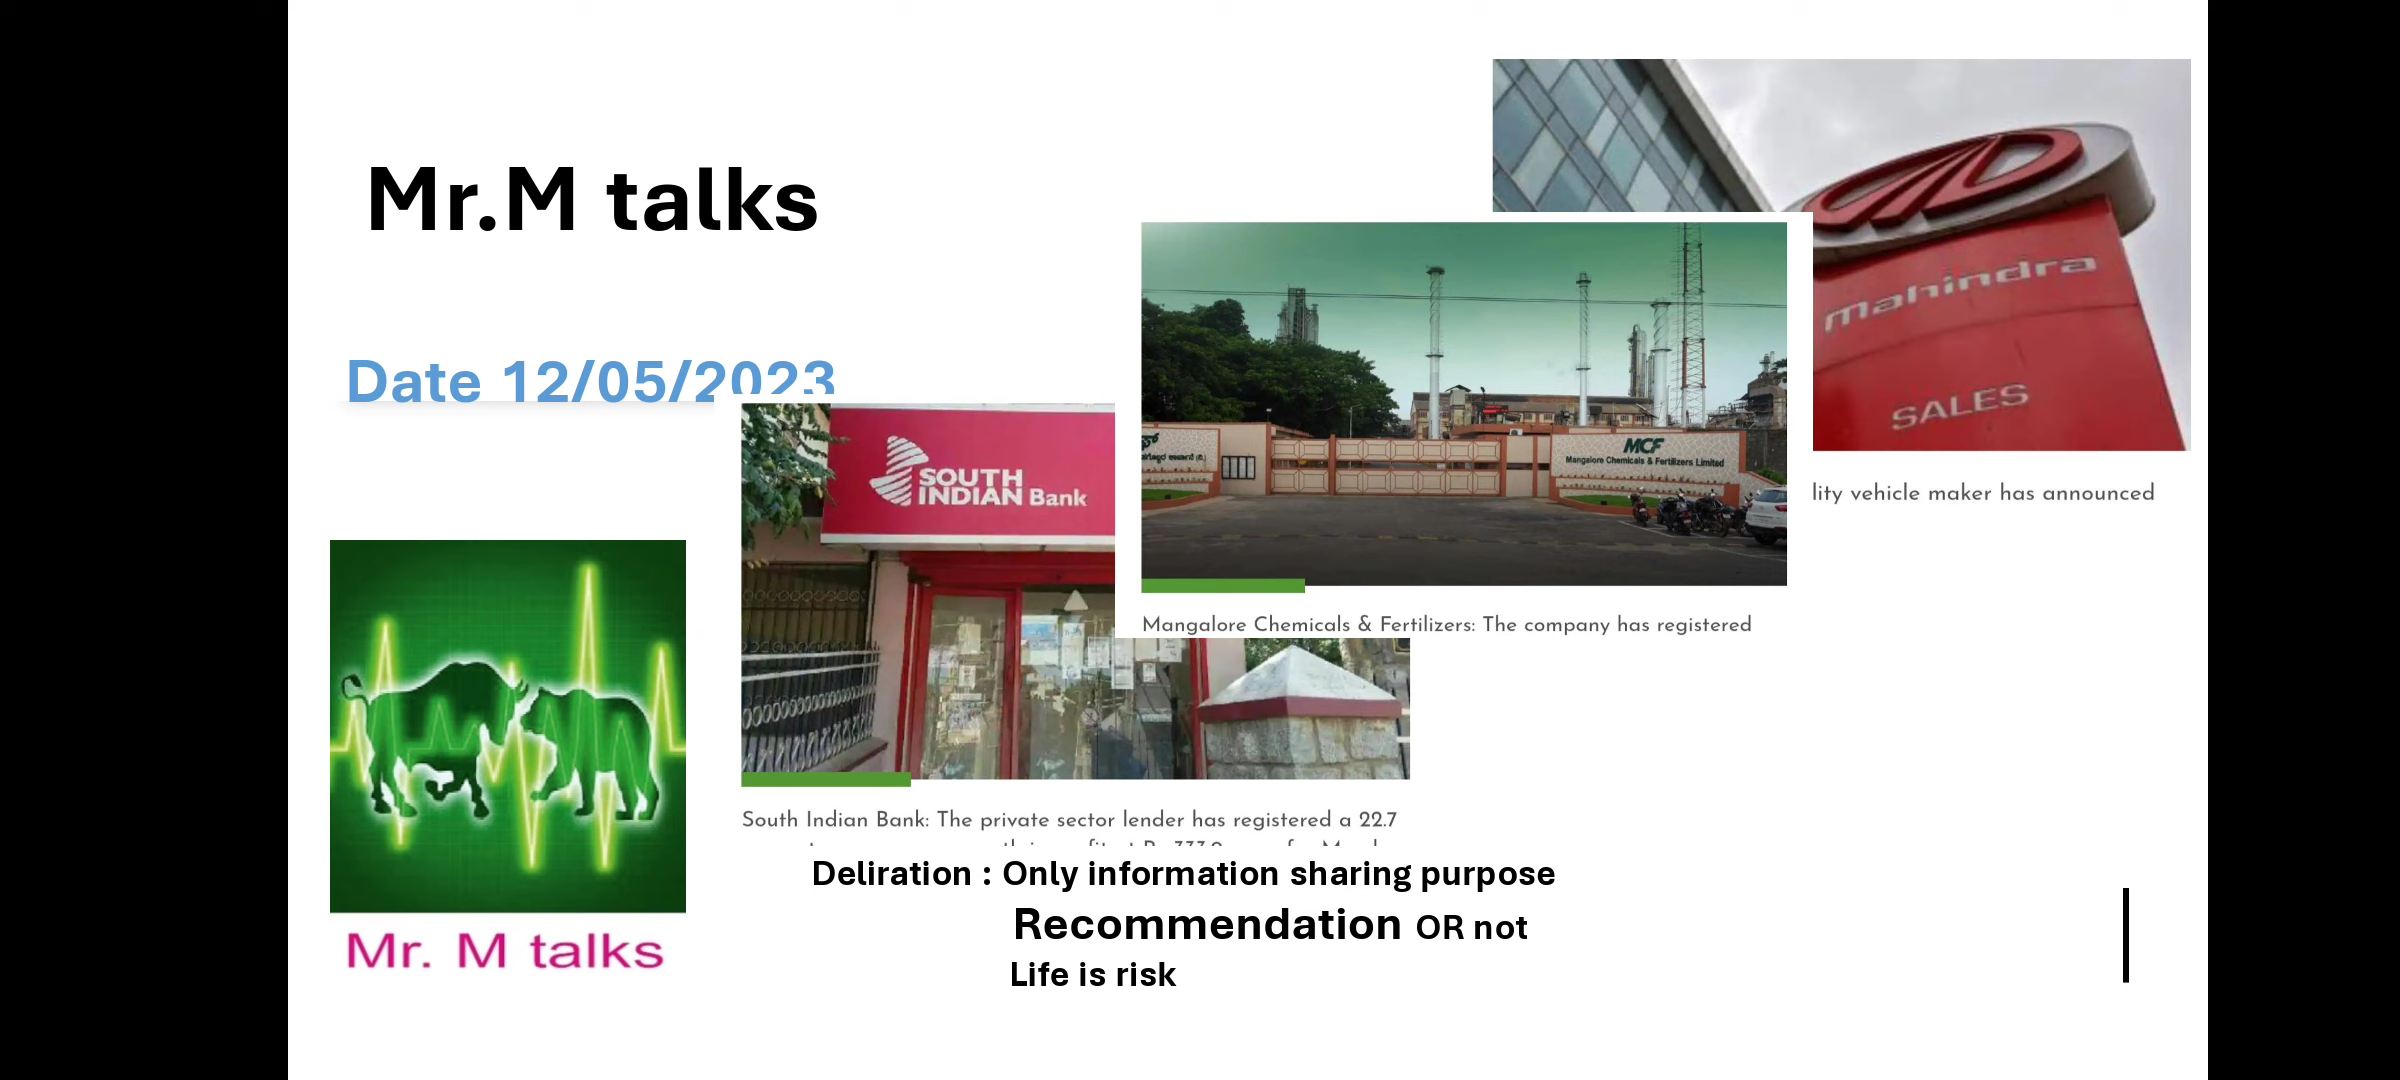 Mr.M talks
Date 12/05/2023
mahindra
SALES
lity vehicle maker has announced
MCF
Mangalore Chemicals & Fertilizers Limited
Mangalore Chemicals & Fertilizers: The company has registered
SOUTH
INDIAN Bank
South Indian Bank: The private sector lender has registered a 22.7
Deliration : Only information sharing purpose
Recommendation OR not
Life is risk
Mr. M talks